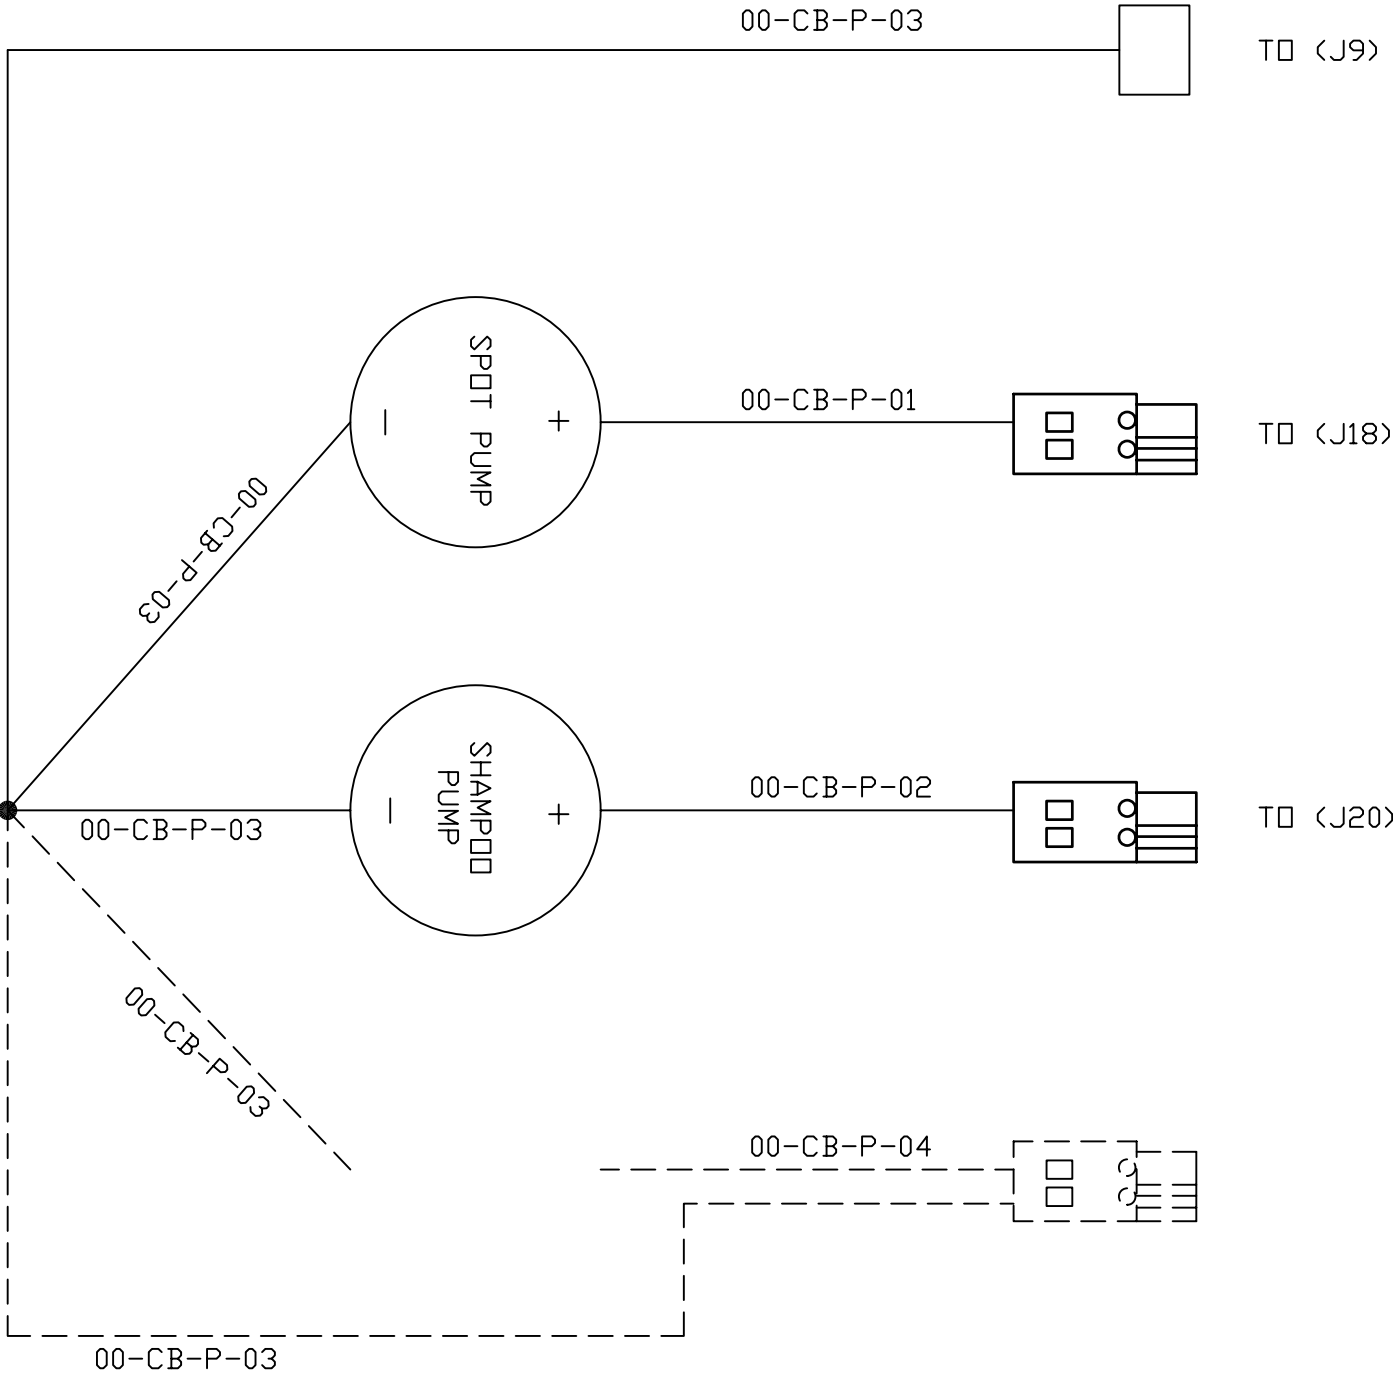 00-CB-P-03
TO (J9)
SPOT PUMP
-
+
00-CB-P-01
TO (J18)
00-CB-P-03
SHAMPOO
PUMP
-
+
00-CB-P-02
TO (J20)
00-CB-P-03
00-CB-P-03
00-CB-P-04
00-CB-P-03